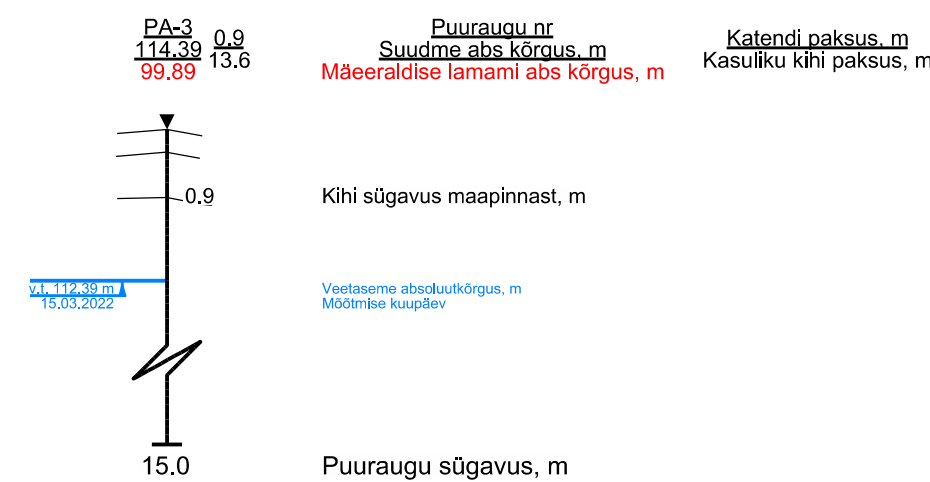 PA-3
114.39
99.89
0.9
13.6
Puuraugu nr
Suudme abs kõrgus, m
Mäeeraldise lamami abs kõrgus, m
Katendi paksus, m
Kasuliku kihi paksus, m
0.9
Kihi sügavus maapinnast, m
v.t. 112.39 m
15.03.2022
Veetaseme absoluutkõrgus, m
Mõõtmise kuupäev
15.0
Puuraugu sügavus, m